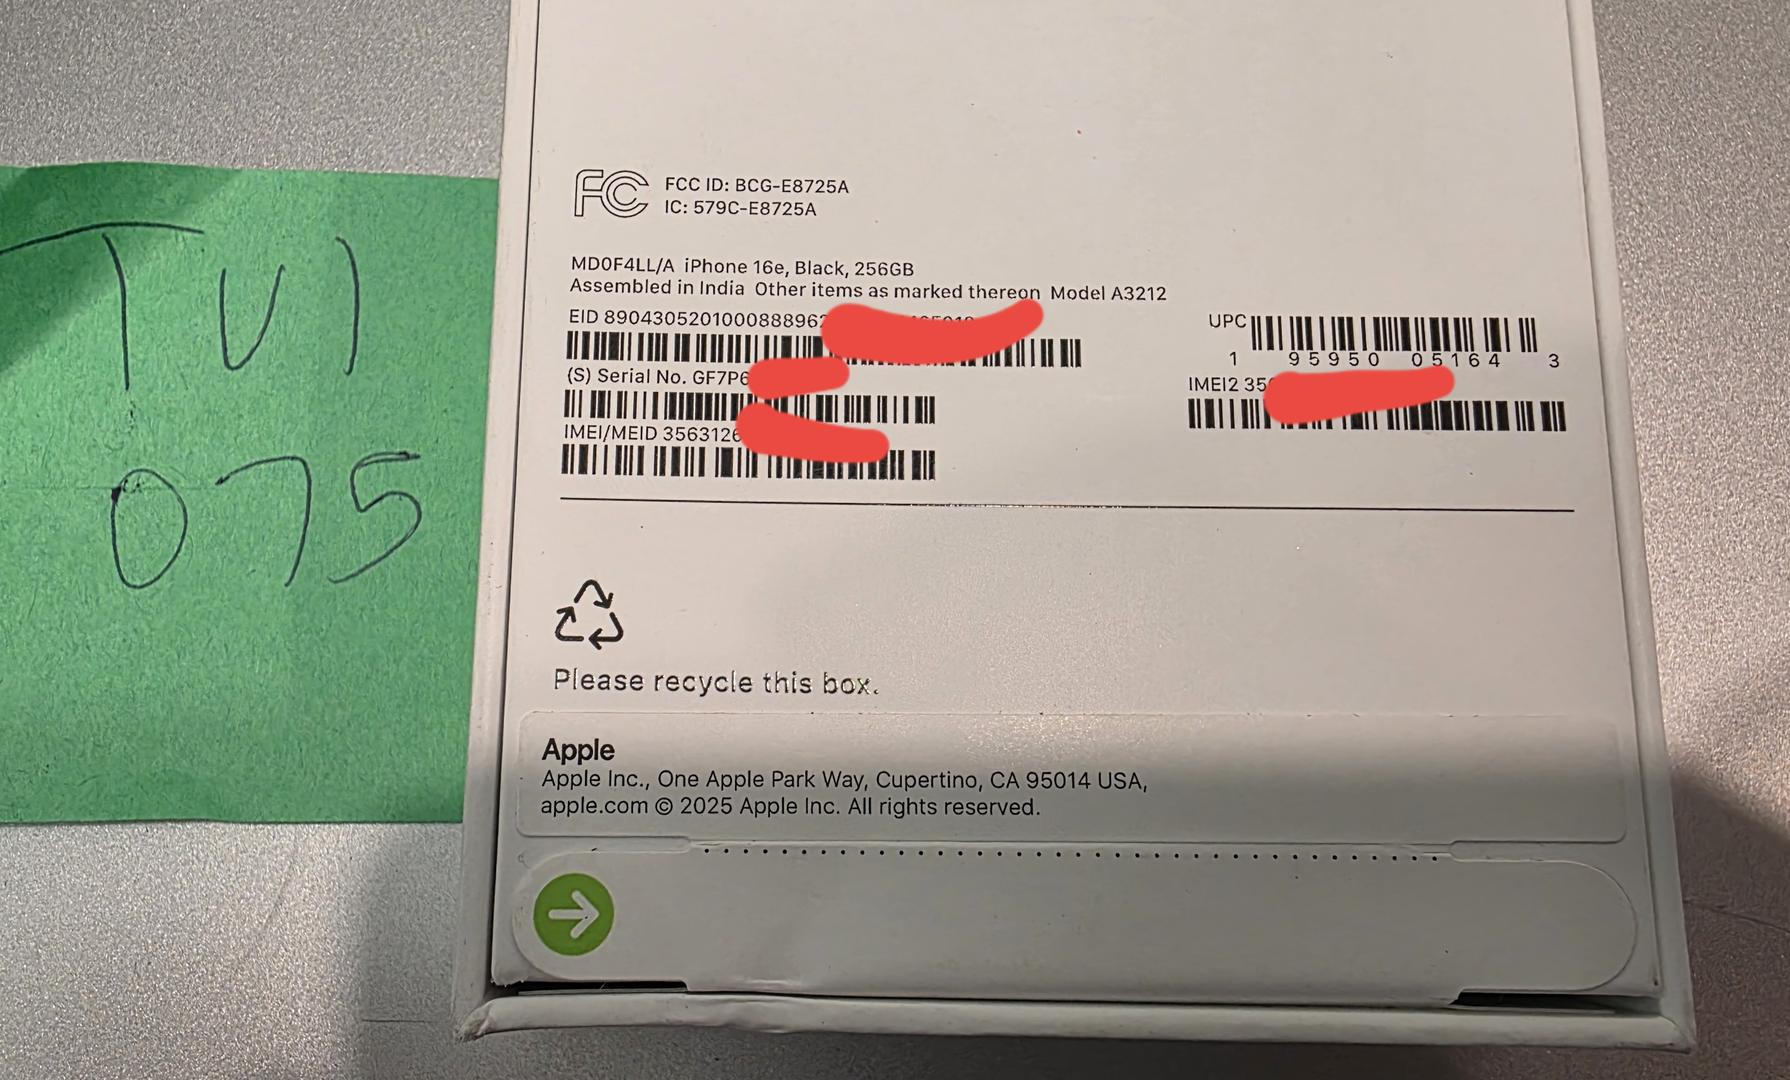 TVI
075
FC FCC ID: BCG-E8725A
IC: 579C-E8725A
MD0F4LL/A iPhone 16e, Black, 256GB
Assembled in India Other items as marked thereon Model A3212
EID 8904305201000888962
UPC
1 95950 05164 3
(S) Serial No. GF7P6
IMEI2 35
IMEI/MEID 3563126
Please recycle this box.
Apple
Apple Inc., One Apple Park Way, Cupertino, CA 95014 USA,
apple.com © 2025 Apple Inc. All rights reserved.